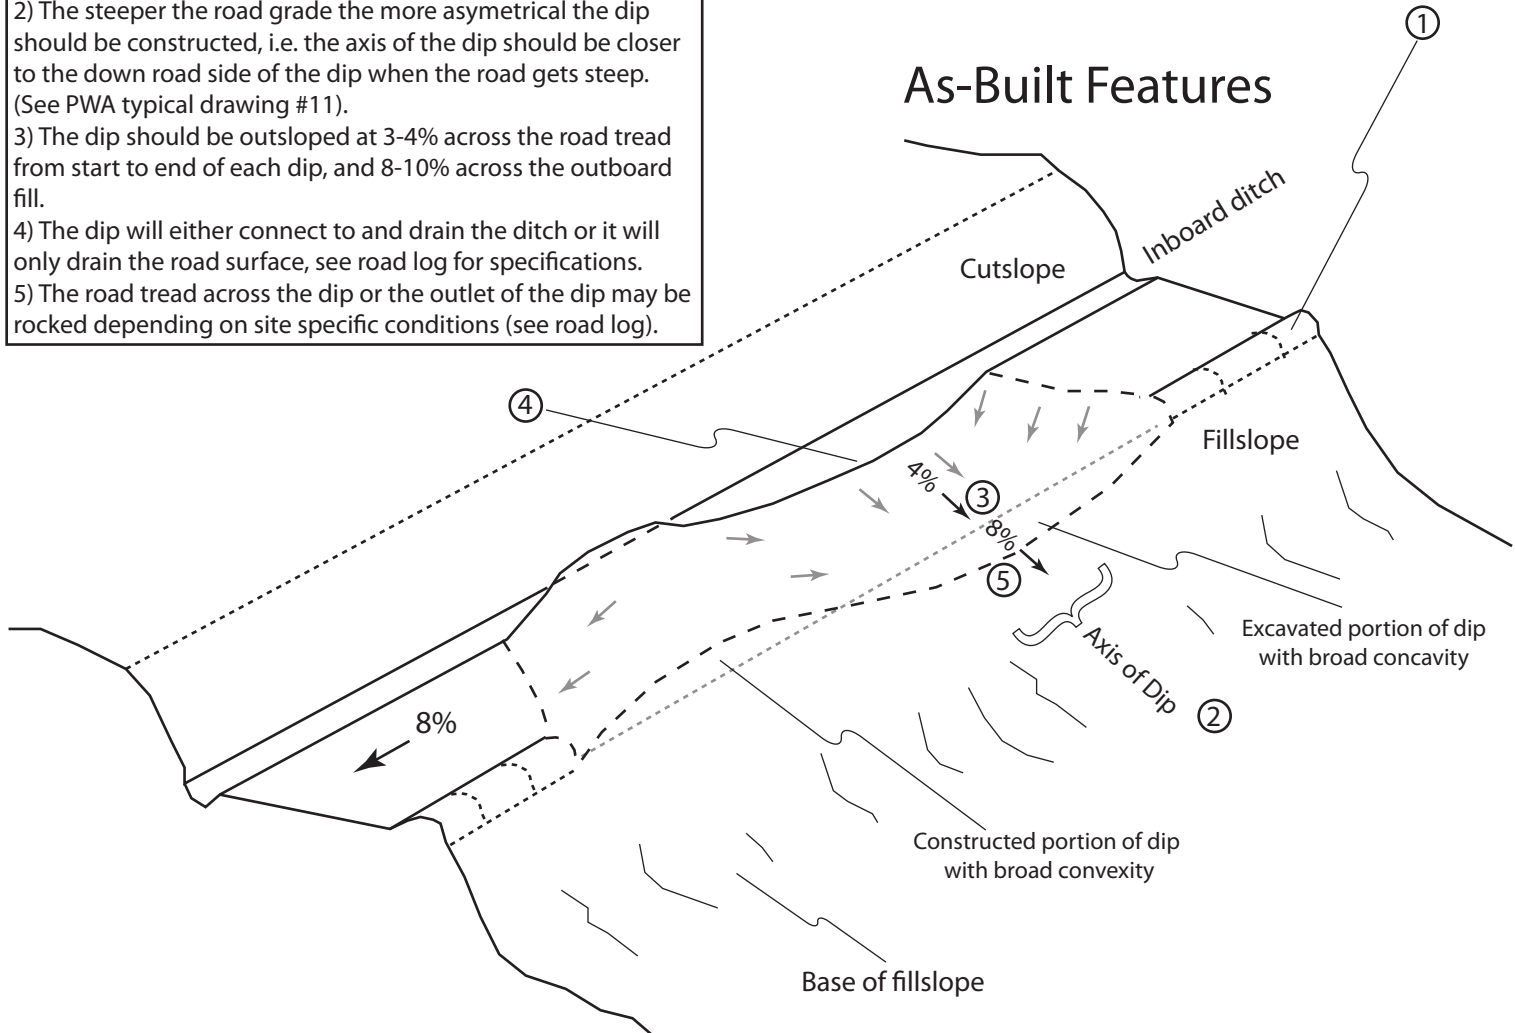 2) The steeper the road grade the more asymetrical the dip
should be constructed, i.e. the axis of the dip should be closer
to the down road side of the dip when the road gets steep.
(See PWA typical drawing #11).
3) The dip should be outsloped at 3-4% across the road tread
from start to end of each dip, and 8-10% across the outboard
fill.
4) The dip will either connect to and drain the ditch or it will
only drain the road surface, see road log for specifications.
5) The road tread across the dip or the outlet of the dip may be
rocked depending on site specific conditions (see road log).
As-Built Features
1
Inboard ditch
Cutslope
4
Fillslope
4%
3
8%
5
Excavated portion of dip
with broad concavity
Axis of Dip
2
8%
Constructed portion of dip
with broad convexity
Base of fillslope